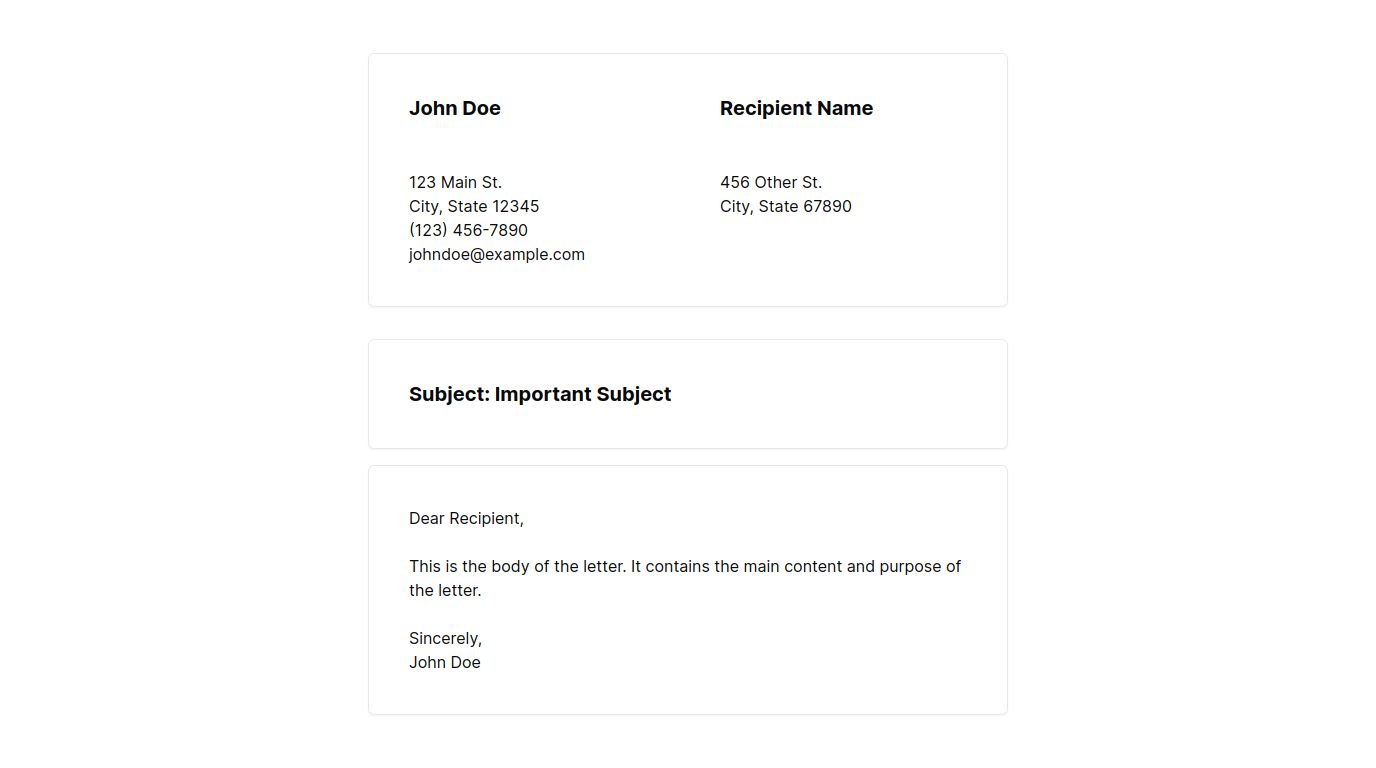 John Doe
123 Main St.
City, State 12345
(123) 456-7890
johndoe@example.com
Recipient Name
456 Other St.
City, State 67890
Subject: Important Subject
Dear Recipient,
This is the body of the letter. It contains the main content and purpose of
the letter.
Sincerely,
John Doe